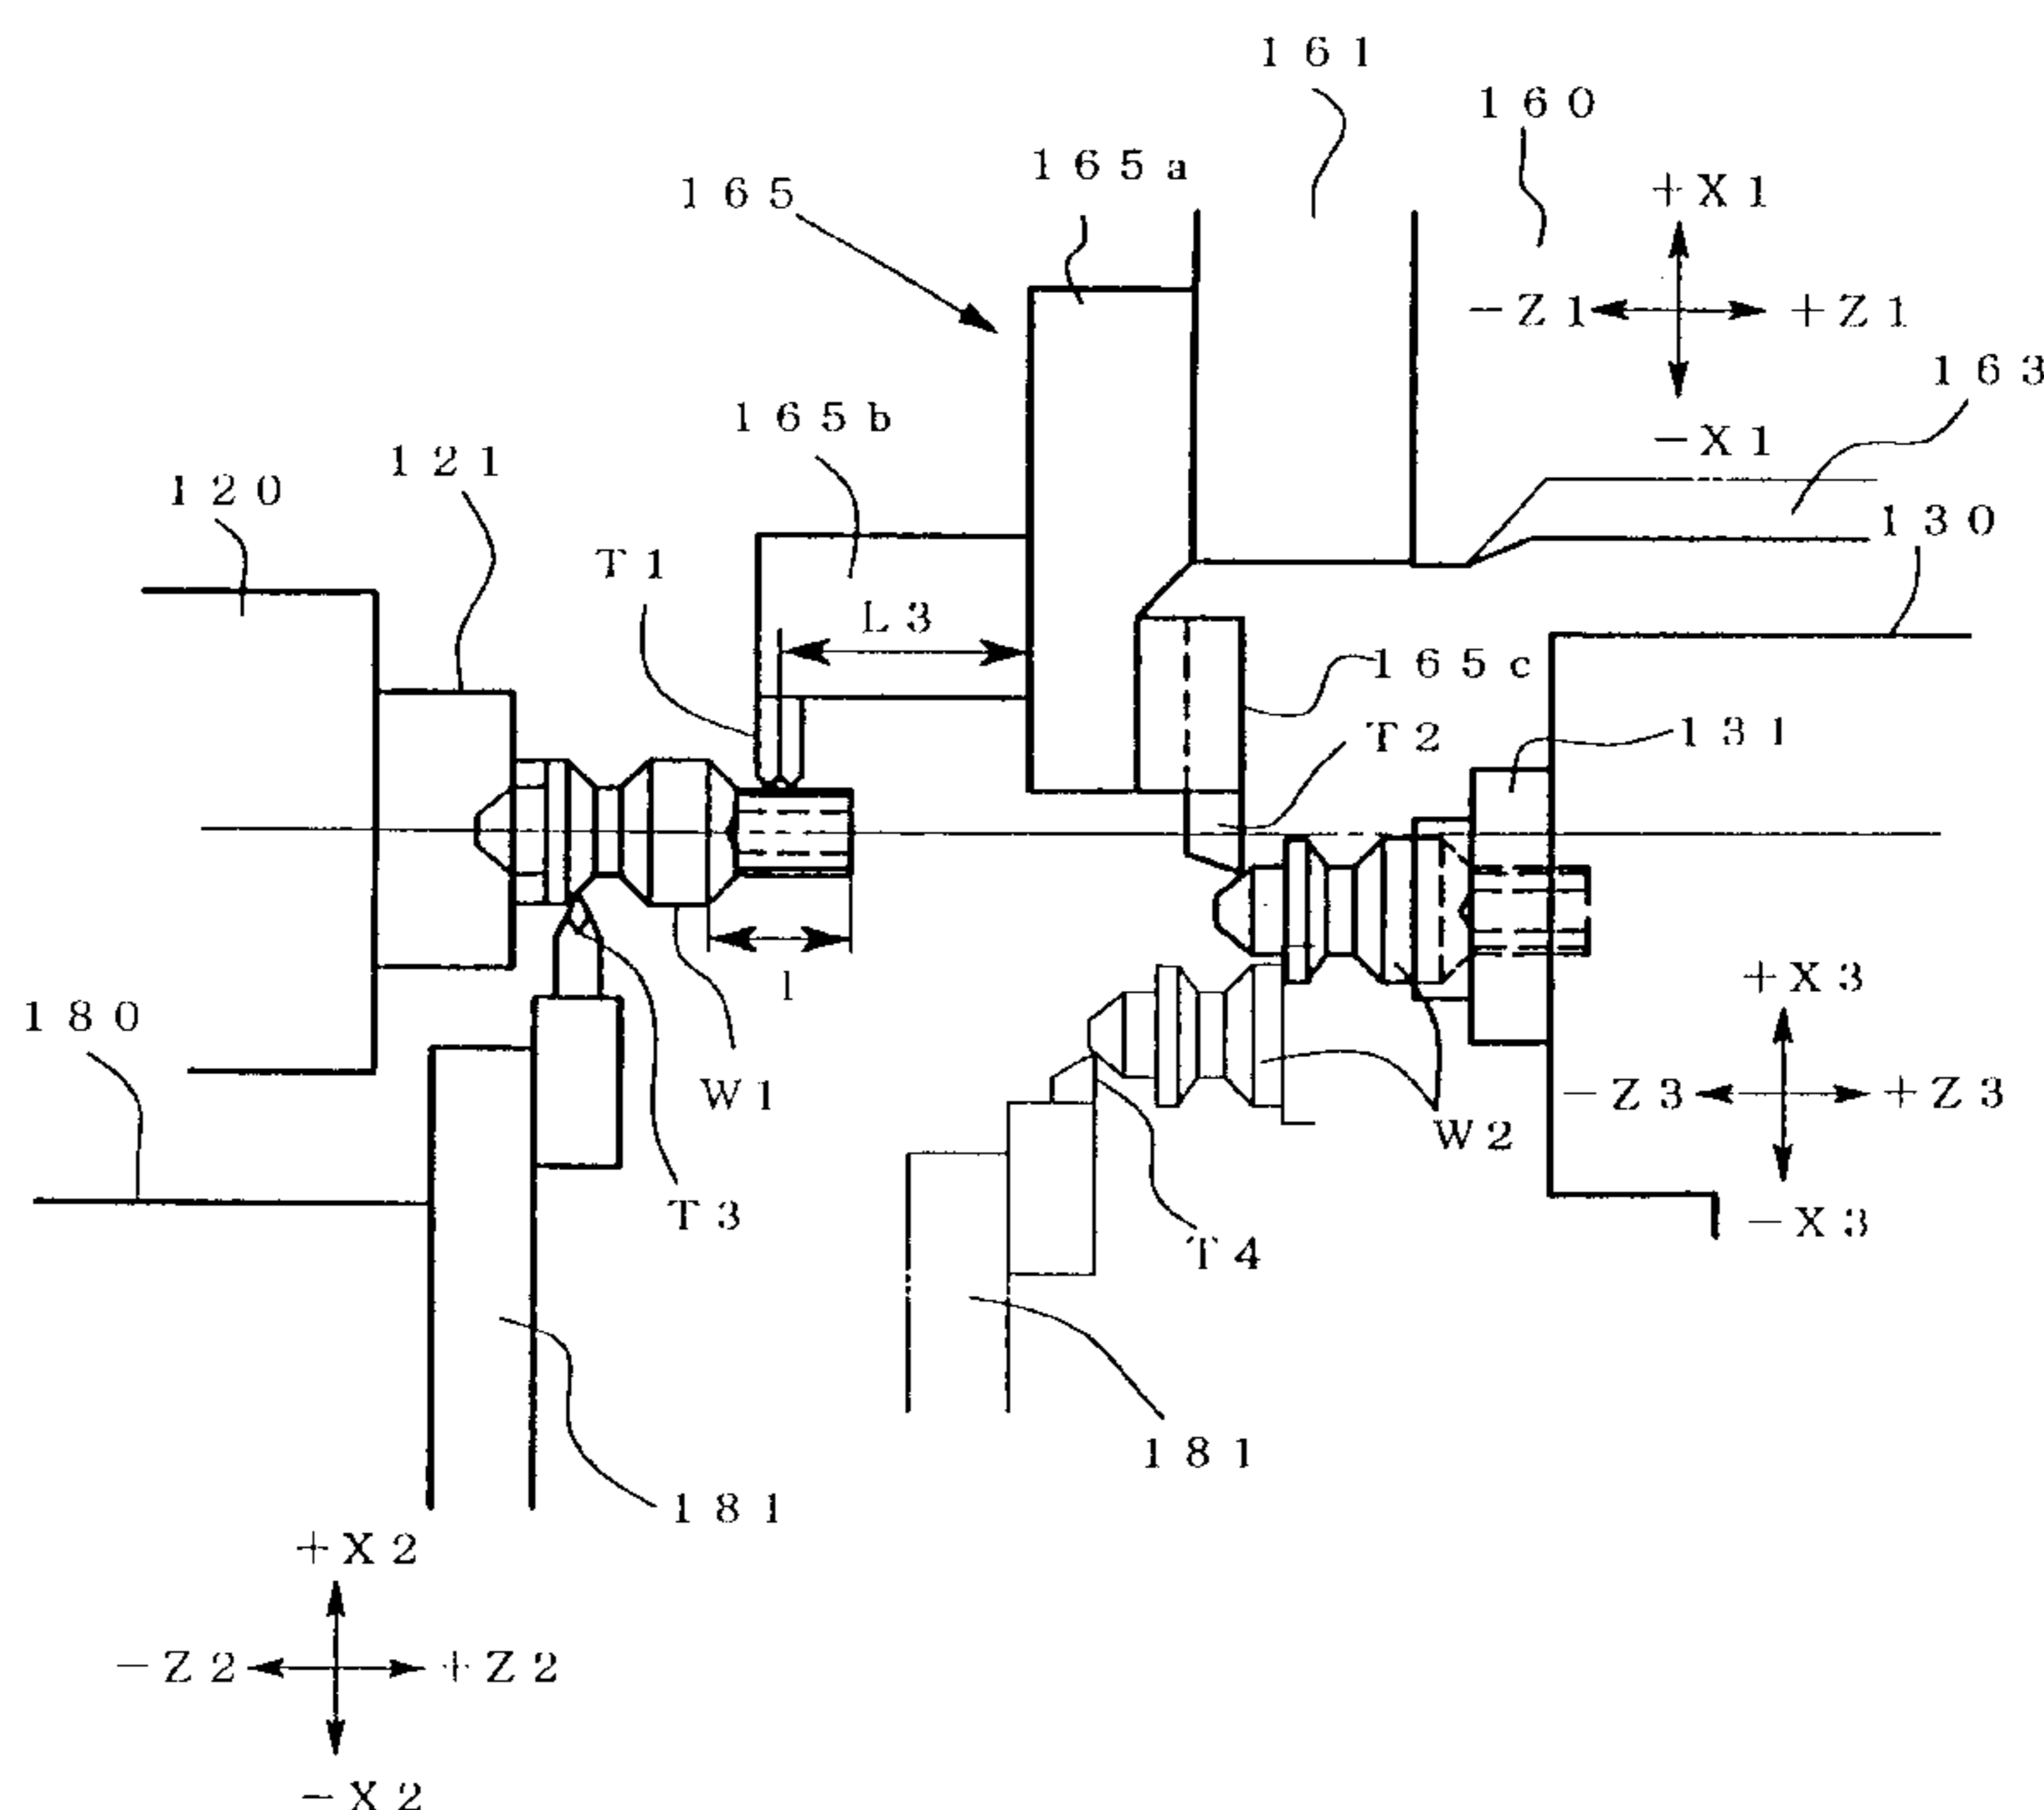 161
160
165a
165
+X1
-Z1
+Z1
163
-X1
165b
121
120
130
T1
L3
165c
T2
131
180
l
+X3
W1
-Z3
+Z3
W2
T3
-X3
T4
181
181
+X2
-Z2
+Z2
-X2